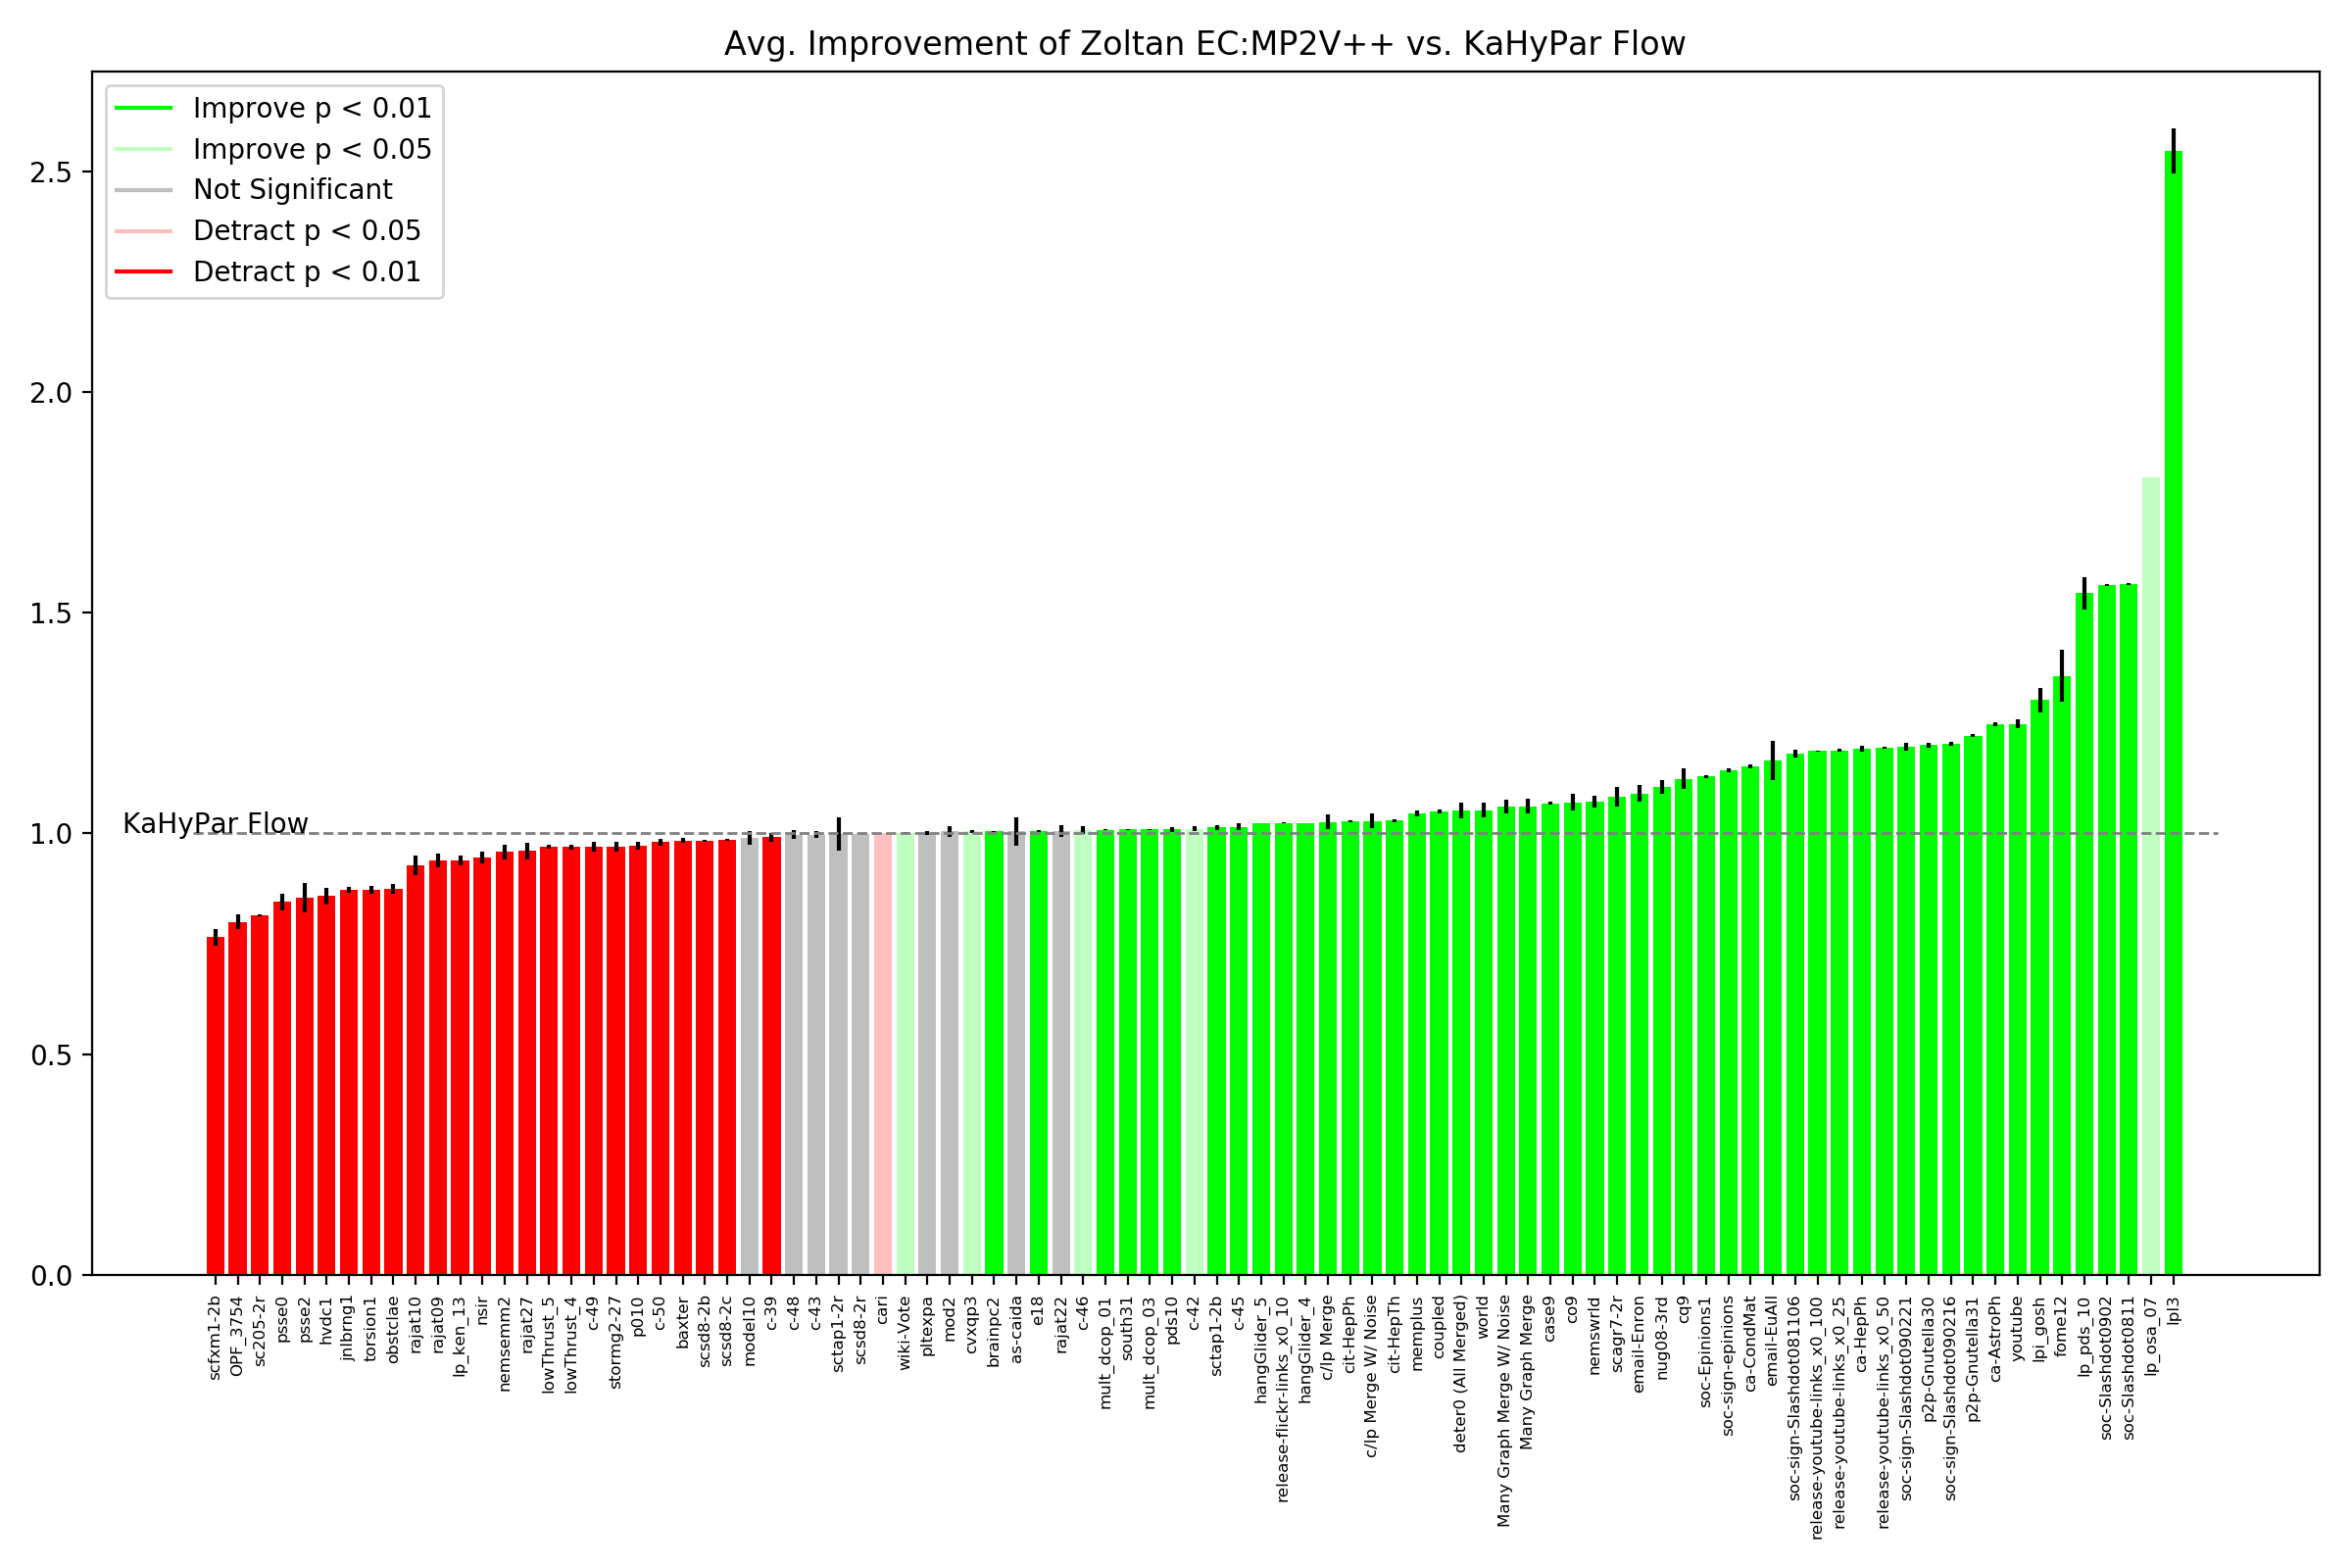 Avg. Improvement of Zoltan EC:MP2V++ vs. KaHyPar Flow
Improve p < 0.01
Improve p < 0.05
Not Significant
Detract p < 0.05
Detract p < 0.01
2.5
2.0
1.5
1.0
0.5
0.0
KaHyPar Flow
scfxm1-2b
OPF_3754
sc205-2r
psse0
psse2
hvdc1
jnlbrng1
torsion1
obstclae
rajat10
rajat09
lp_ken_13
nsir
nemsemm2
rajat27
lowThrust_5
lowThrust_4
c-49
stormg2-27
p010
c-50
baxter
scsd8-2b
scsd8-2c
model10
c-39
c-48
c-43
sctap1-2r
scsd8-2r
cari
wiki-Vote
pltexpa
mod2
cvxqp3
brainpc2
as-caida
e18
rajat22
c-46
mult_dcop_01
south31
mult_dcop_03
pds10
c-42
sctap1-2b
c-45
hangGlider_5
release-flickr-links_x0_10
hangGlider_4
c/lp Merge
cit-HepPh
c/lp Merge W/ Noise
cit-HepTh
memplus
coupled
deter0 (All Merged)
world
Many Graph Merge W/ Noise
Many Graph Merge
case9
co9
nemswrld
scagr7-2r
email-Enron
nug08-3rd
cq9
soc-Epinions1
soc-sign-epinions
ca-CondMat
email-EuAll
soc-sign-Slashdot081106
release-youtube-links_x0_100
release-youtube-links_x0_25
ca-HepPh
release-youtube-links_x0_50
soc-sign-Slashdot090221
p2p-Gnutella30
soc-sign-Slashdot090216
p2p-Gnutella31
ca-AstroPh
youtube
lpi_gosh
fome12
lp_pds_10
soc-Slashdot0902
soc-Slashdot0811
lp_osa_07
lpl3